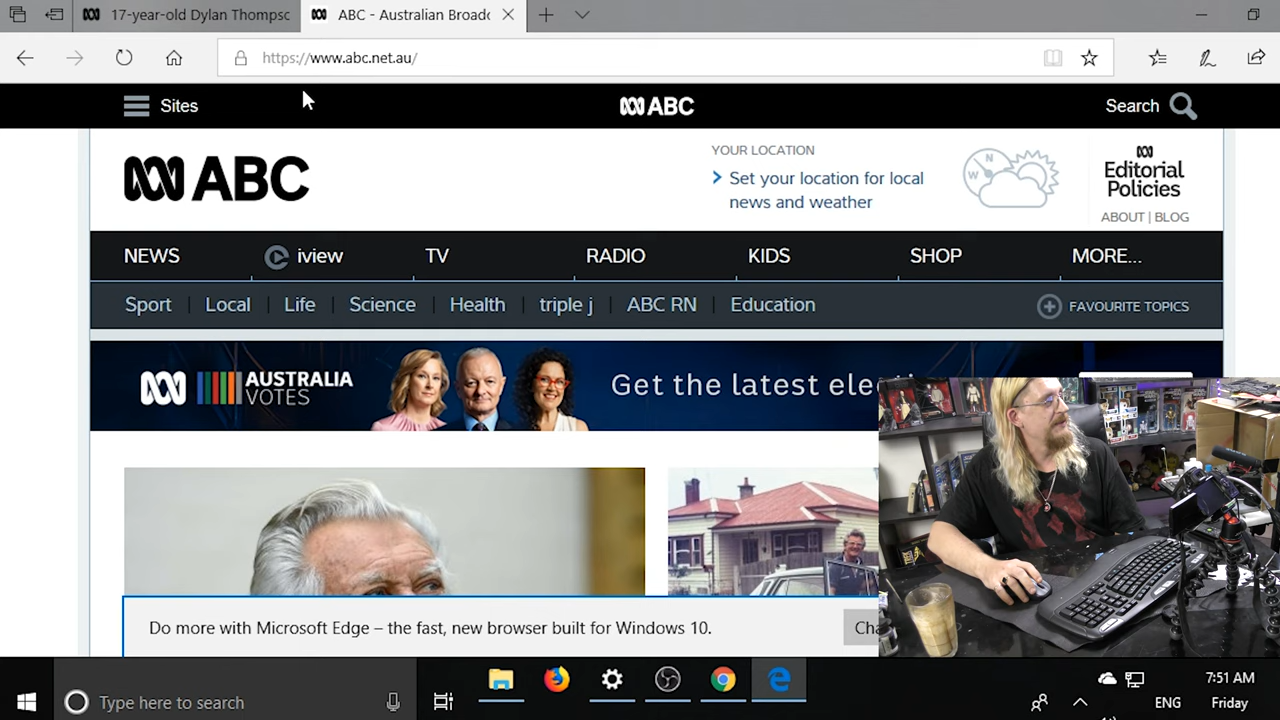 17-year-old Dylan Thompsc
ABC - Australian Broadc
https://www.abc.net.au/
Sites
ABC
Search
ABC
YOUR LOCATION
Set your location for local
news and weather
N
W
Editorial
Policies
ABOUT | BLOG
NEWS
iview
TV
RADIO
KIDS
SHOP
MORE...
Sport
Local
Life
Science
Health
triple j
ABC RN
Education
FAVOURITE TOPICS
AUSTRALIA
VOTES
Get the latest
Do more with Microsoft Edge – the fast, new browser built for Windows 10.
Cha
Type here to search
ENG
7:51 AM
Friday